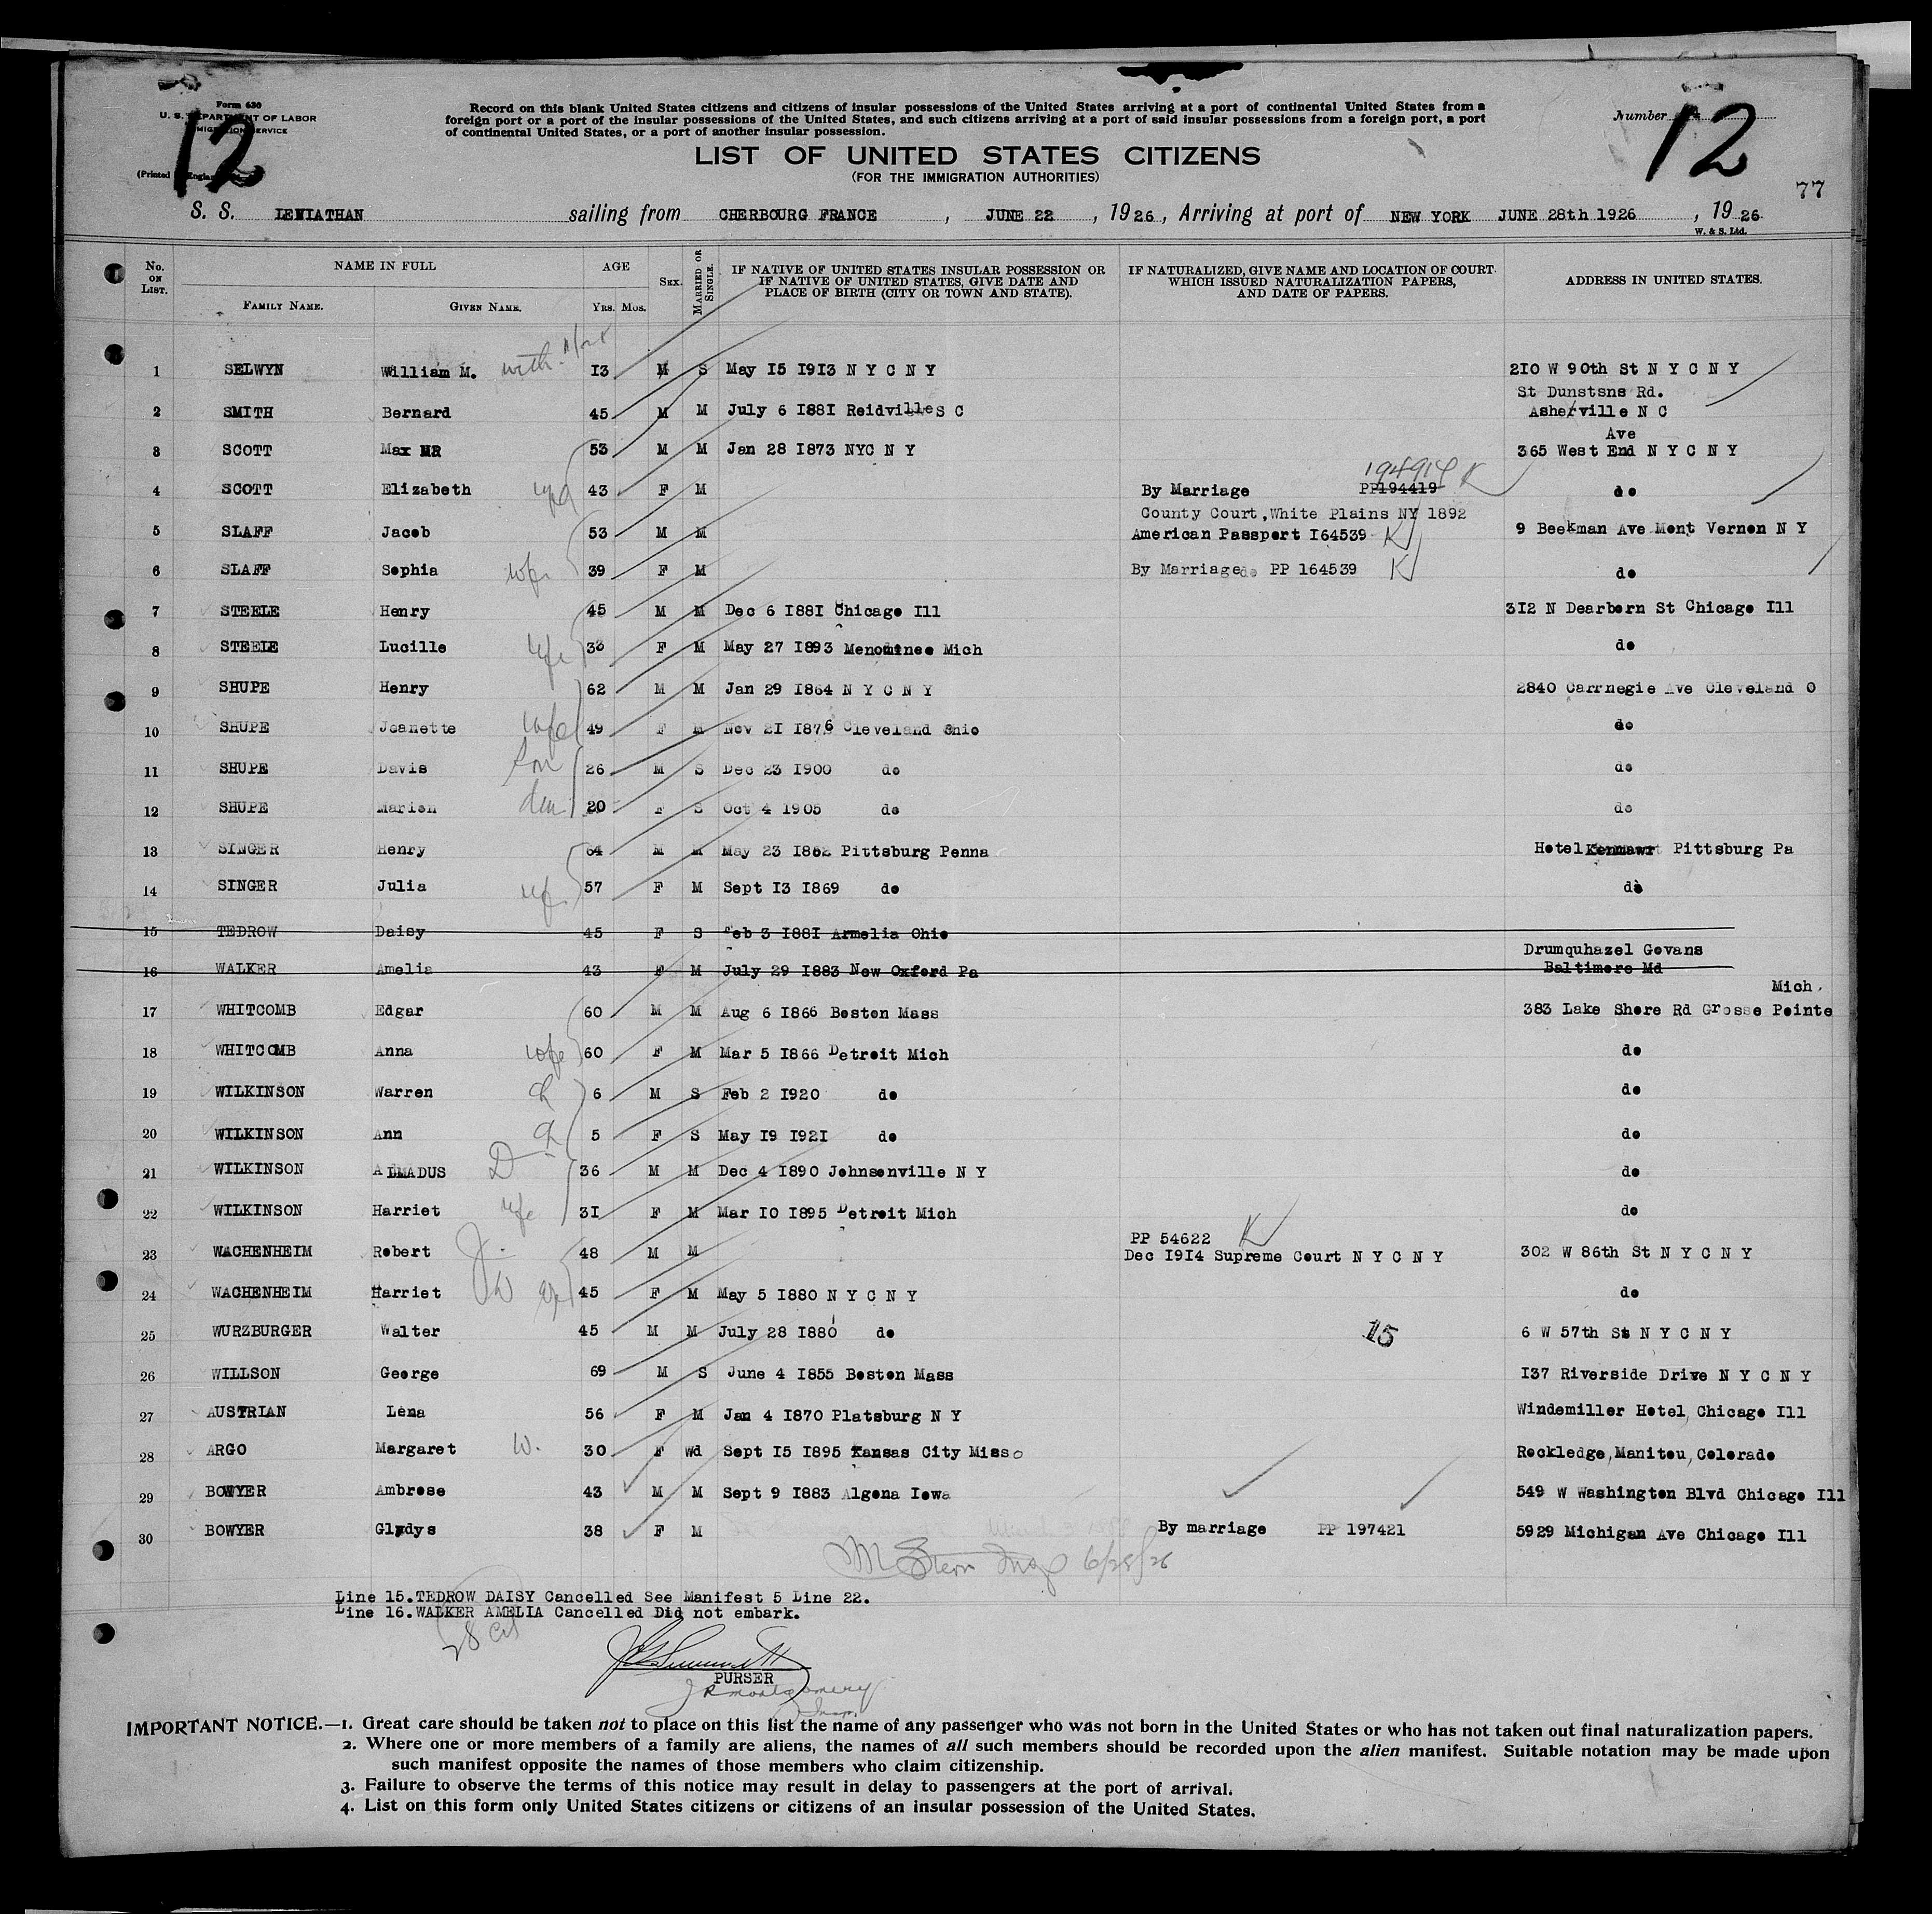 Form 630
U. S. DEPARTMENT OF LABOR
IMMIGRATION SERVICE
12
(Printed in England
Record on this blank United States citizens and citizens of insular possessions of the United States arriving at a port of continental United States from a
foreign port or a port of the insular possessions of the United States, and such citizens arriving at a port of said insular possessions from a foreign port, a port
of continental United States, or a port of another insular possession.
Number 12
77
LIST OF UNITED STATES CITIZENS
(FOR THE IMMIGRATION AUTHORITIES)
S. S. LEVIATHAN sailing from CHERBOURG FRANCE, JUNE 22, 1926, Arriving at port of NEW YORK JUNE 28th 1926, 1926
W. & S. Ltd.
No. ON LIST. NAME IN FULL FAMILY NAME. GIVEN NAME. AGE YRS. MOS. SEX. MARRIED OR SINGLE. IF NATIVE OF UNITED STATES INSULAR POSSESSION OR IF NATIVE OF UNITED STATES, GIVE DATE AND PLACE OF BIRTH (CITY OR TOWN AND STATE). IF NATURALIZED, GIVE NAME AND LOCATION OF COURT WHICH ISSUED NATURALIZATION PAPERS, AND DATE OF PAPERS. ADDRESS IN UNITED STATES.
1 SELWYN William M. with 13 M S May 15 1913 N Y C N Y 210 W 90th St N Y C N Y
St Dunstsns Rd.
2 SMITH Bernard 45 M M July 6 1881 Reidville S C Asherville N C
Ave
3 SCOTT Max MR 53 M M Jan 28 1873 NYC N Y 365 West End N Y C N Y
194914
4 SCOTT Elizabeth wfe 43 F M By Marriage PP194419 do
County Court, White Plains NY 1892
5 SLAFF Jacob 53 M M American Passport 164539 K 9 Beekman Ave Mont Vernon N Y
6 SLAFF Sophia wfe 39 F M By Marriage do PP 164539 K do
7 STEELE Henry 45 M M Dec 6 1881 Chicago Ill 312 N Dearborn St Chicago Ill
8 STEELE Lucille wfe 33 F M May 27 1893 Menominee Mich do
9 SHUPE Henry 62 M M Jan 29 1864 N Y C N Y 2840 Carrnegie Ave Cleveland O
10 SHUPE Jeanette wfe 49 F M Nov 21 1876 Cleveland Ohio do
11 SHUPE Davis Son 26 M S Dec 23 1900 do do
12 SHUPE Marion dau 20 F S Oct 4 1905 do do
13 SINGER Henry 64 M M May 23 1862 Pittsburg Penna Hotel Pittsburg Pa
14 SINGER Julia wfe 57 F M Sept 13 1869 do do
15 TEDROW Daisy 45 F S Feb 3 1881 Armelia Ohio
Drumquhazel Govans
16 WALKER Amelia 43 F M July 29 1883 New Oxford Pa Baltimore Md
Mich.
17 WHITCOMB Edgar 60 M M Aug 6 1866 Boston Mass 383 Lake Shore Rd Grosse Pointe
18 WHITCOMB Anna wfe 60 F M Mar 5 1866 Detroit Mich do
19 WILKINSON Warren 6 M S Feb 2 1920 do do
20 WILKINSON Ann 5 F S May 19 1921 do do
21 WILKINSON ALMADUS 36 M M Dec 4 1890 Johnsonville N Y do
22 WILKINSON Harriet wfe 31 F M Mar 10 1895 Detroit Mich do
PP 54622 K
23 WACHENHEIM Robert 48 M M Dec 1914 Supreme Court N Y C N Y 302 W 86th St N Y C N Y
24 WACHENHEIM Harriet 45 F M May 5 1880 N Y C N Y do
25 WURZBURGER Walter 45 M M July 28 1880 do 15 6 W 57th St N Y C N Y
26 WILLSON George 69 M S June 4 1855 Boston Mass 137 Riverside Drive N Y C N Y
27 AUSTRIAN Lena 56 F M Jan 4 1870 Platsburg N Y Windemiller Hotel, Chicago Ill
28 ARGO Margaret W. 30 F Wd Sept 15 1895 Kansas City Misso Rockledge, Manitou, Colorado
29 BOWYER Ambrose 43 M M Sept 9 1883 Algona Iowa 549 W Washington Blvd Chicago Ill
30 BOWYER Gladys 38 F M By marriage PP 197421 5929 Michigan Ave Chicago Ill
M Stern Insp 6/28/26
Line 15. TEDROW DAISY Cancelled See Manifest 5 Line 22.
Line 16. WALKER AMELIA Cancelled Did not embark.
28 Cit
PURSER
J R Montgomery
Insp.
IMPORTANT NOTICE.—1. Great care should be taken not to place on this list the name of any passenger who was not born in the United States or who has not taken out final naturalization papers.
2. Where one or more members of a family are aliens, the names of all such members should be recorded upon the alien manifest. Suitable notation may be made upon
such manifest opposite the names of those members who claim citizenship.
3. Failure to observe the terms of this notice may result in delay to passengers at the port of arrival.
4. List on this form only United States citizens or citizens of an insular possession of the United States.